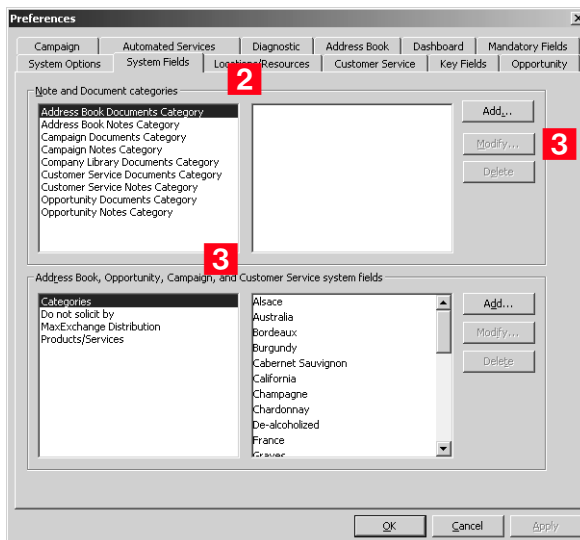 Preferences
Campaign Automated Services Diagnostic Address Book Dashboard Mandatory Fields
System Options System Fields Locations/Resources Customer Service Key Fields Opportunity
2
Note and Document categories
Address Book Documents Category
Address Book Notes Category
Campaign Documents Category
Campaign Notes Category
Company Library Documents Category
Customer Service Documents Category
Customer Service Notes Category
Opportunity Documents Category
Opportunity Notes Category
Add...
Modify...
3
Delete
3
Address Book, Opportunity, Campaign, and Customer Service system fields
Categories
Do not solicit by
MaxExchange Distribution
Products/Services
Alsace
Australia
Bordeaux
Burgundy
Cabernet Sauvignon
California
Champagne
Chardonnay
De-alcoholized
France
Graves
Add...
Modify...
Delete
OK Cancel Apply